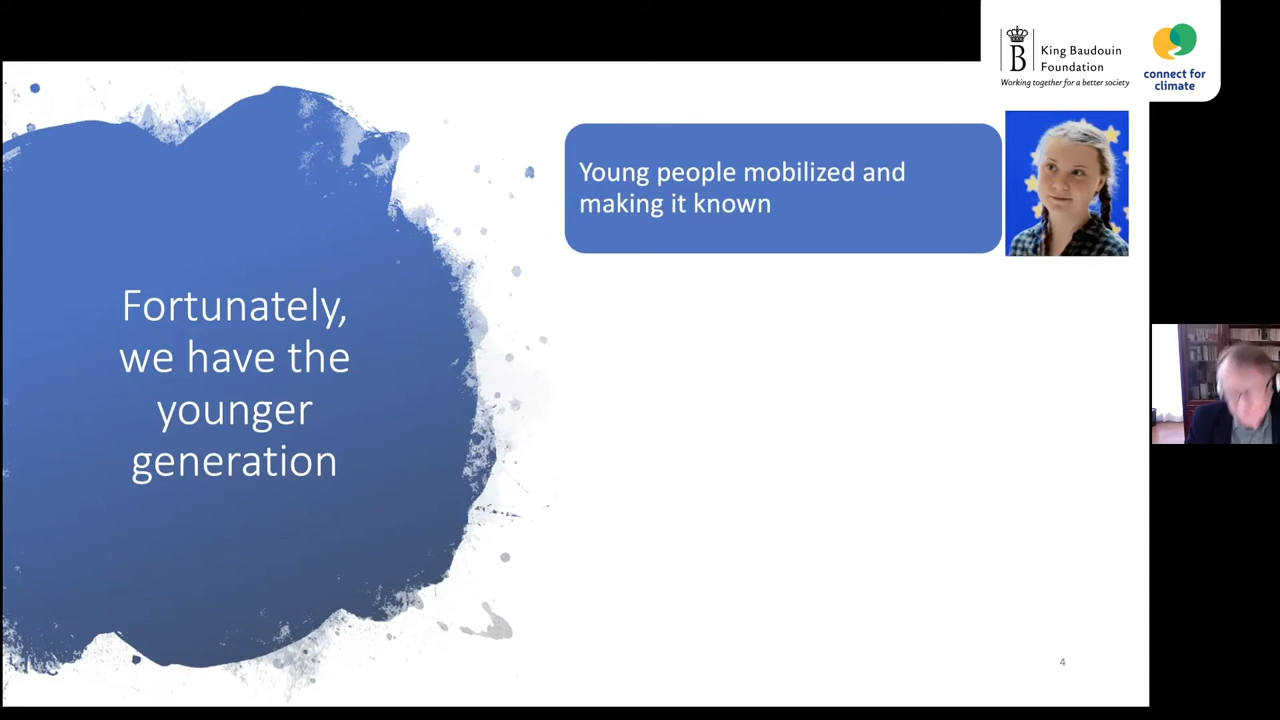 B
King Baudouin
Foundation
Working together for a better society
connect for
climate
Young people mobilized and
making it known
Fortunately,
we have the
younger
generation
4